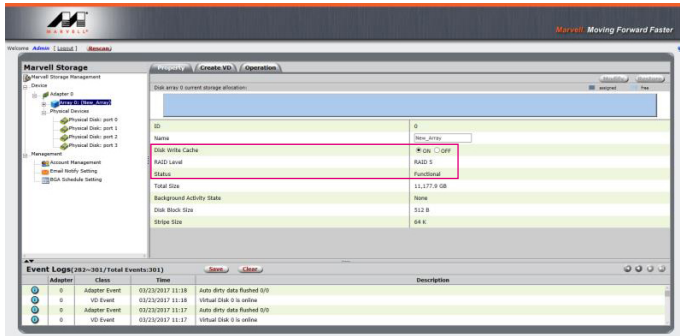 MARVELL
Marvell. Moving Forward Faster
Welcome Admin [ Logout ] Rescan
Marvell Storage
Property Create VD Operation
Marvell Storage Management
Device
Adapter 0
Array 0: [New_Array]
Physical Devices
Physical Disk: port 0
Physical Disk: port 1
Physical Disk: port 2
Physical Disk: port 3
Management
Account Management
Email Notify Setting
BGA Schedule Setting
Modify
Disk array 0 current storage allocation: assigned free
ID 0
Name New_Array
Disk Write Cache ON OFF
RAID Level RAID 5
Status Functional
Total Size 11,177.9 GB
Background Activity State None
Disk Block Size 512 B
Stripe Size 64 K
Event Logs(282~301/Total Events:301) Save Clear
Adapter Class Time Description
0 Adapter Event 03/23/2017 11:18 Auto dirty data flushed 0/0
0 VD Event 03/23/2017 11:18 Virtual Disk 0 is online
0 Adapter Event 03/23/2017 11:17 Auto dirty data flushed 0/0
0 VD Event 03/23/2017 11:17 Virtual Disk 0 is online